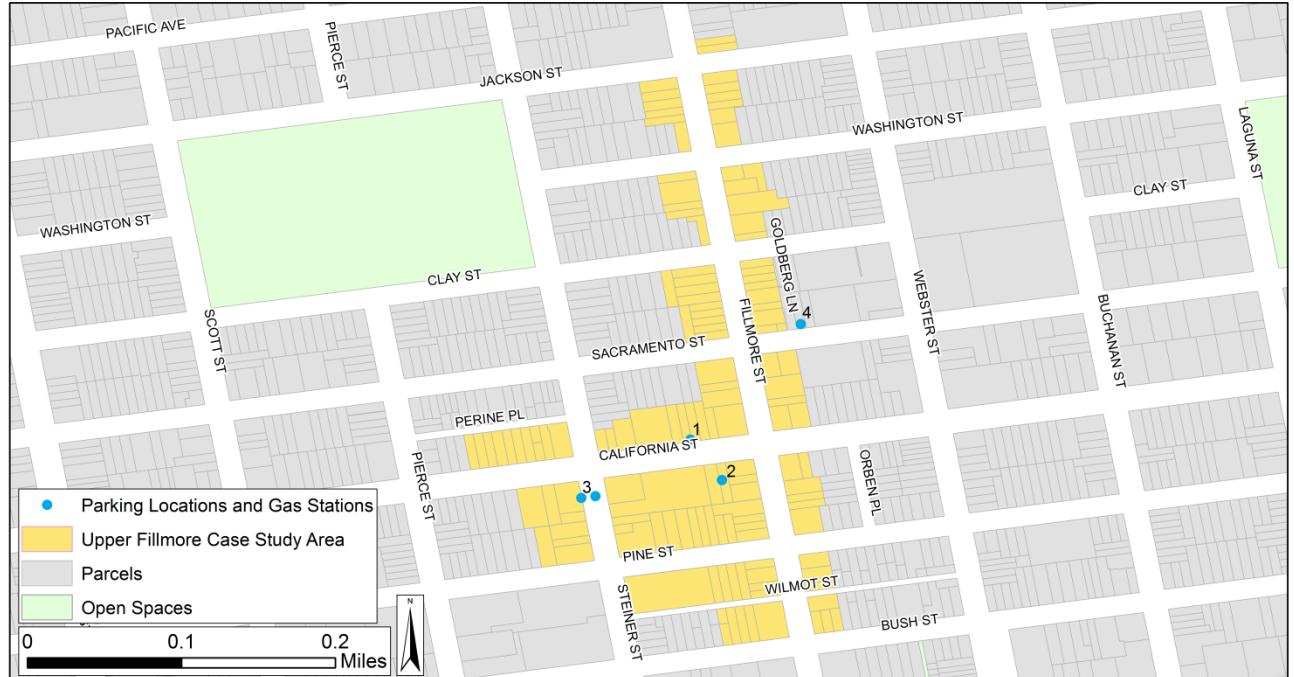 PACIFIC AVE
PIERCE ST
JACKSON ST
WASHINGTON ST
LAGUNA ST
CLAY ST
WASHINGTON ST
GOLDBERG LN
CLAY ST
SCOTT ST
FILLMORE ST
WEBSTER ST
BUCHANAN ST
4
SACRAMENTO ST
PERINE PL
1
CALIFORNIA ST
PIERCE ST
2
ORBEN PL
3
PINE ST
STEINER ST
WILMOT ST
BUSH ST
Parking Locations and Gas Stations
Upper Fillmore Case Study Area
Parcels
Open Spaces
N
0 0.1 0.2
Miles